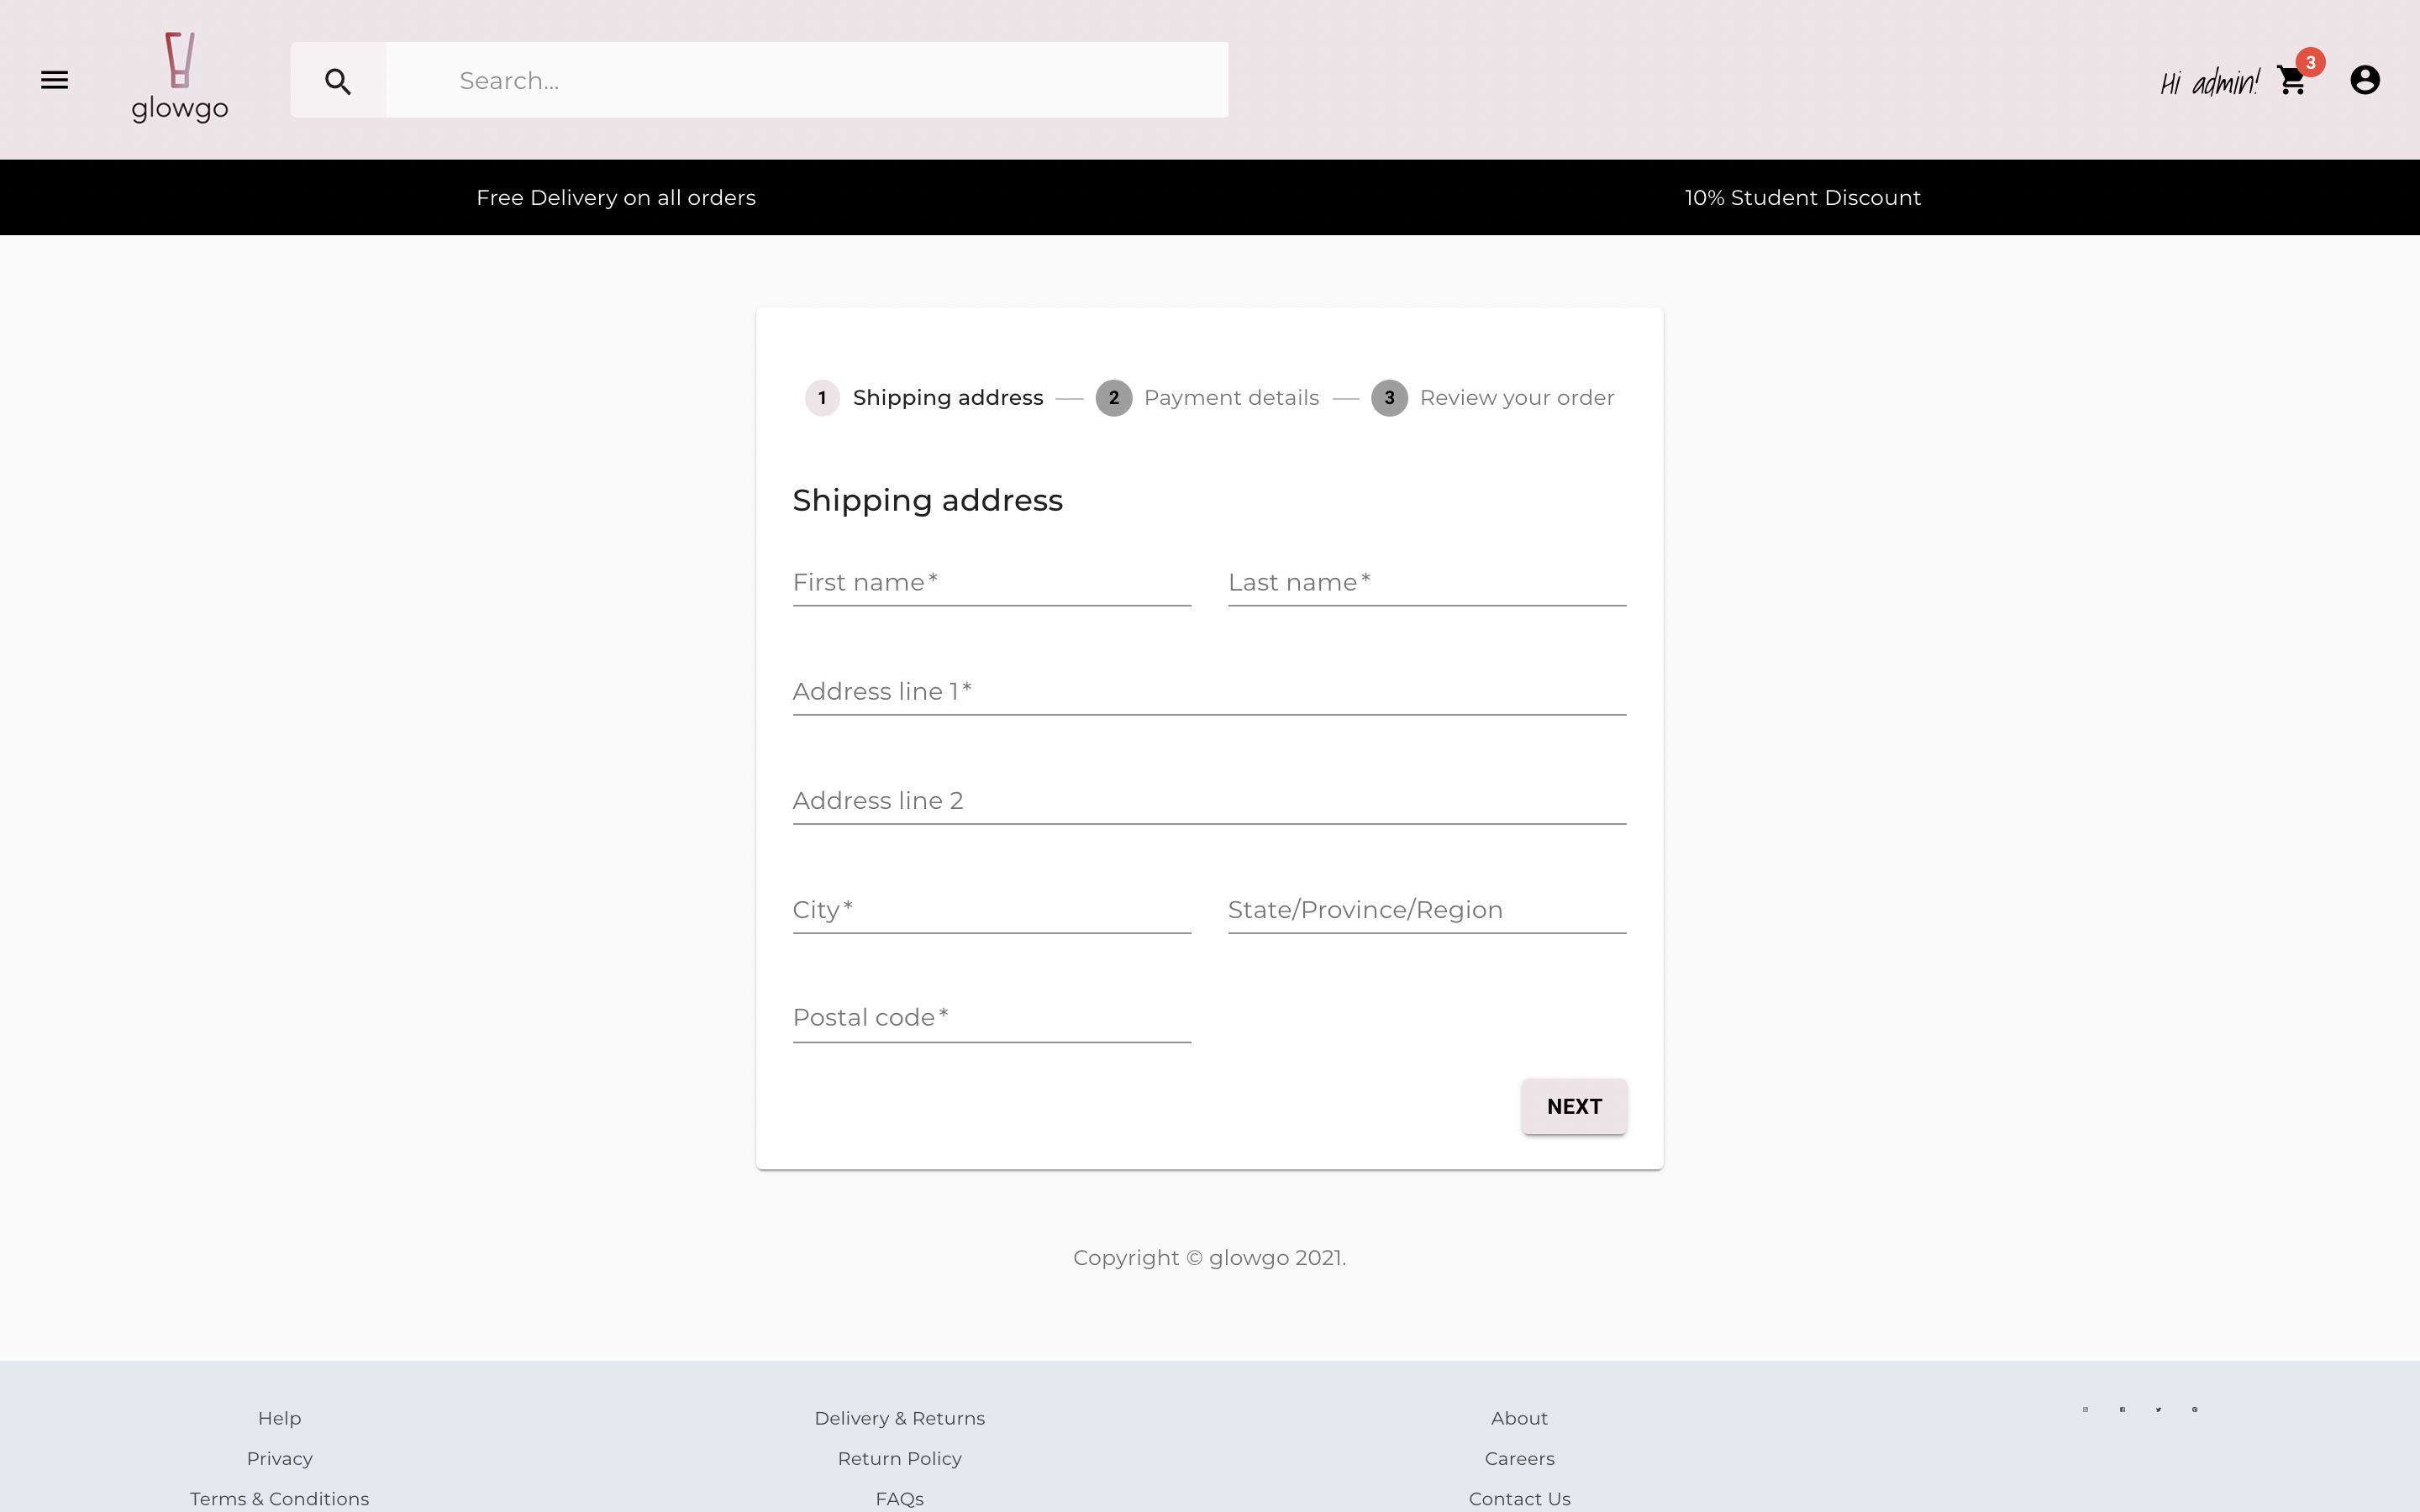 glowgo
Search...
Hi admin!
3
Free Delivery on all orders
10% Student Discount
1 Shipping address
2 Payment details
3 Review your order
Shipping address
First name *
Last name *
Address line 1 *
Address line 2
City *
State/Province/Region
Postal code *
NEXT
Copyright © glowgo 2021.
Help
Privacy
Terms & Conditions
Delivery & Returns
Return Policy
FAQs
About
Careers
Contact Us